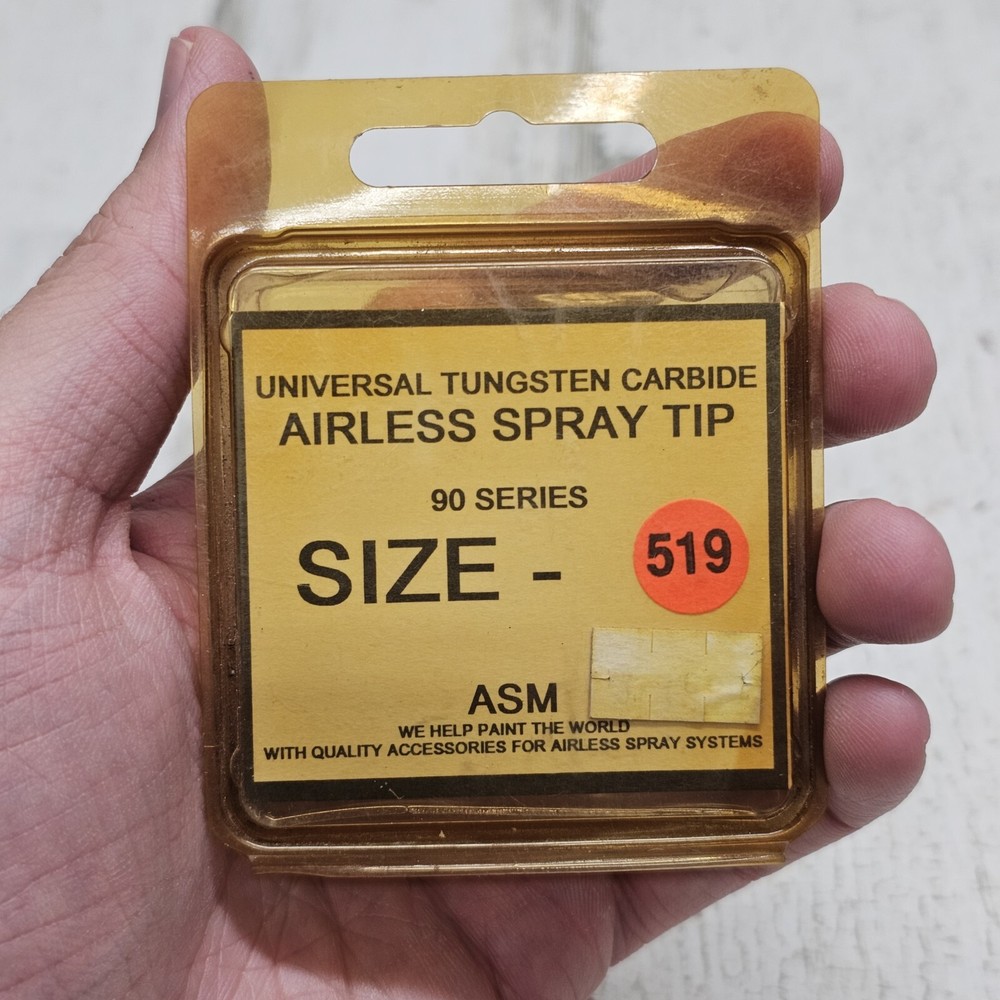 UNIVERSAL TUNGSTEN CARBIDE
AIRLESS SPRAY TIP
90 SERIES
SIZE - 519
ASM
WE HELP PAINT THE WORLD
WITH QUALITY ACCESSORIES FOR AIRLESS SPRAY SYSTEMS